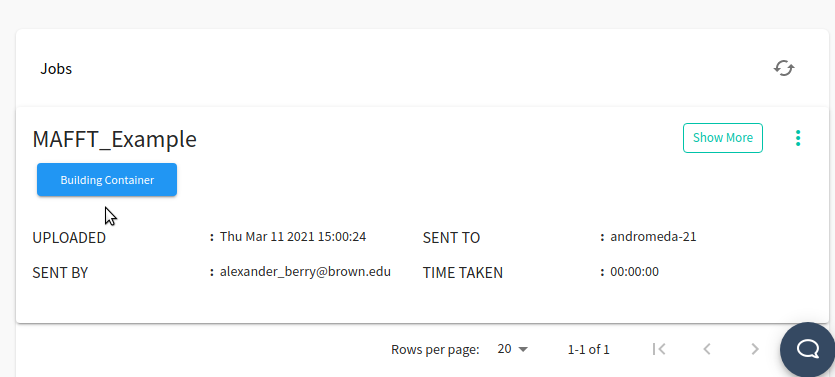 Jobs
MAFFT_Example
Show More
Building Container
UPLOADED : Thu Mar 11 2021 15:00:24 SENT TO : andromeda-21
SENT BY : alexander_berry@brown.edu TIME TAKEN : 00:00:00
Rows per page: 20 1-1 of 1